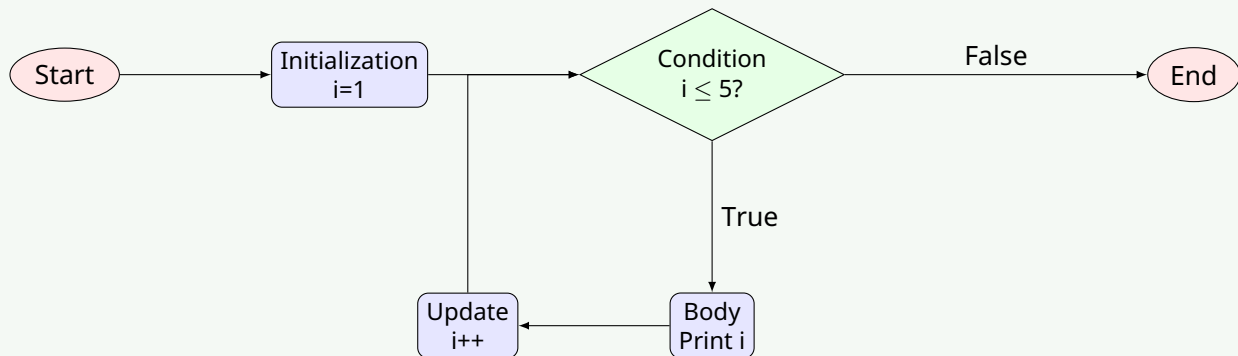 Start
Initialization
i=1
Condition
i ≤ 5?
False
End
True
Update
i++
Body
Print i